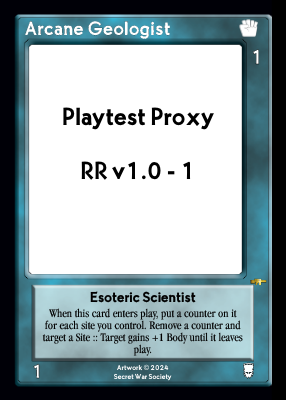 Arcane Geologist
1
Playtest Proxy
RR v1.0 - 1
Esoteric Scientist
When this card enters play, put a counter on it
for each site you control. Remove a counter and
target a Site :: Target gains +1 Body until it leaves
play.
1
Artwork © 2024
Secret War Society